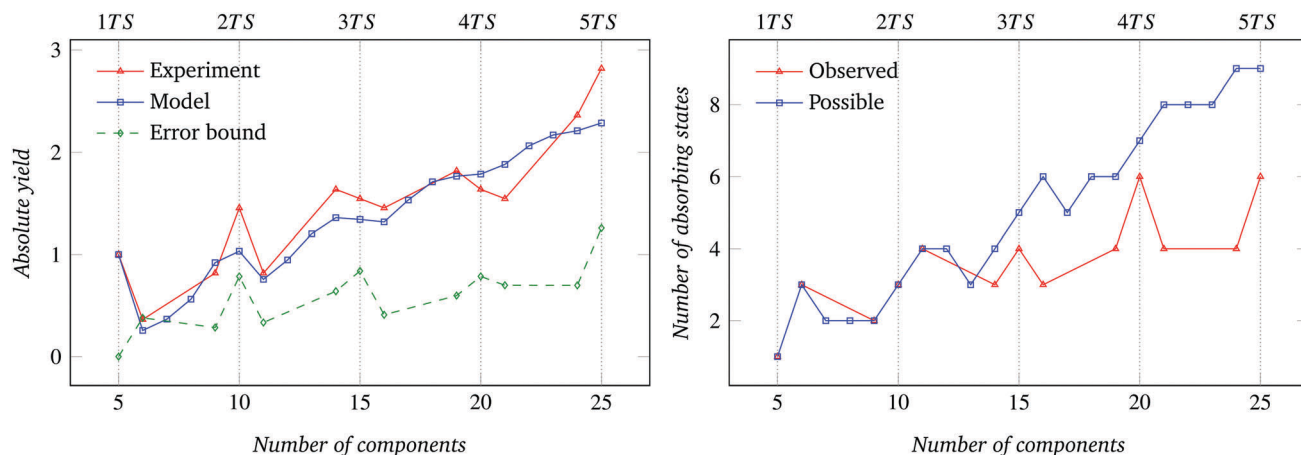 1TS 2TS 3TS 4TS 5TS
3
2
1
0
Absolute yield
Experiment
Model
Error bound
5 10 15 20 25
Number of components
1TS 2TS 3TS 4TS 5TS
8
6
4
2
Number of absorbing states
Observed
Possible
5 10 15 20 25
Number of components